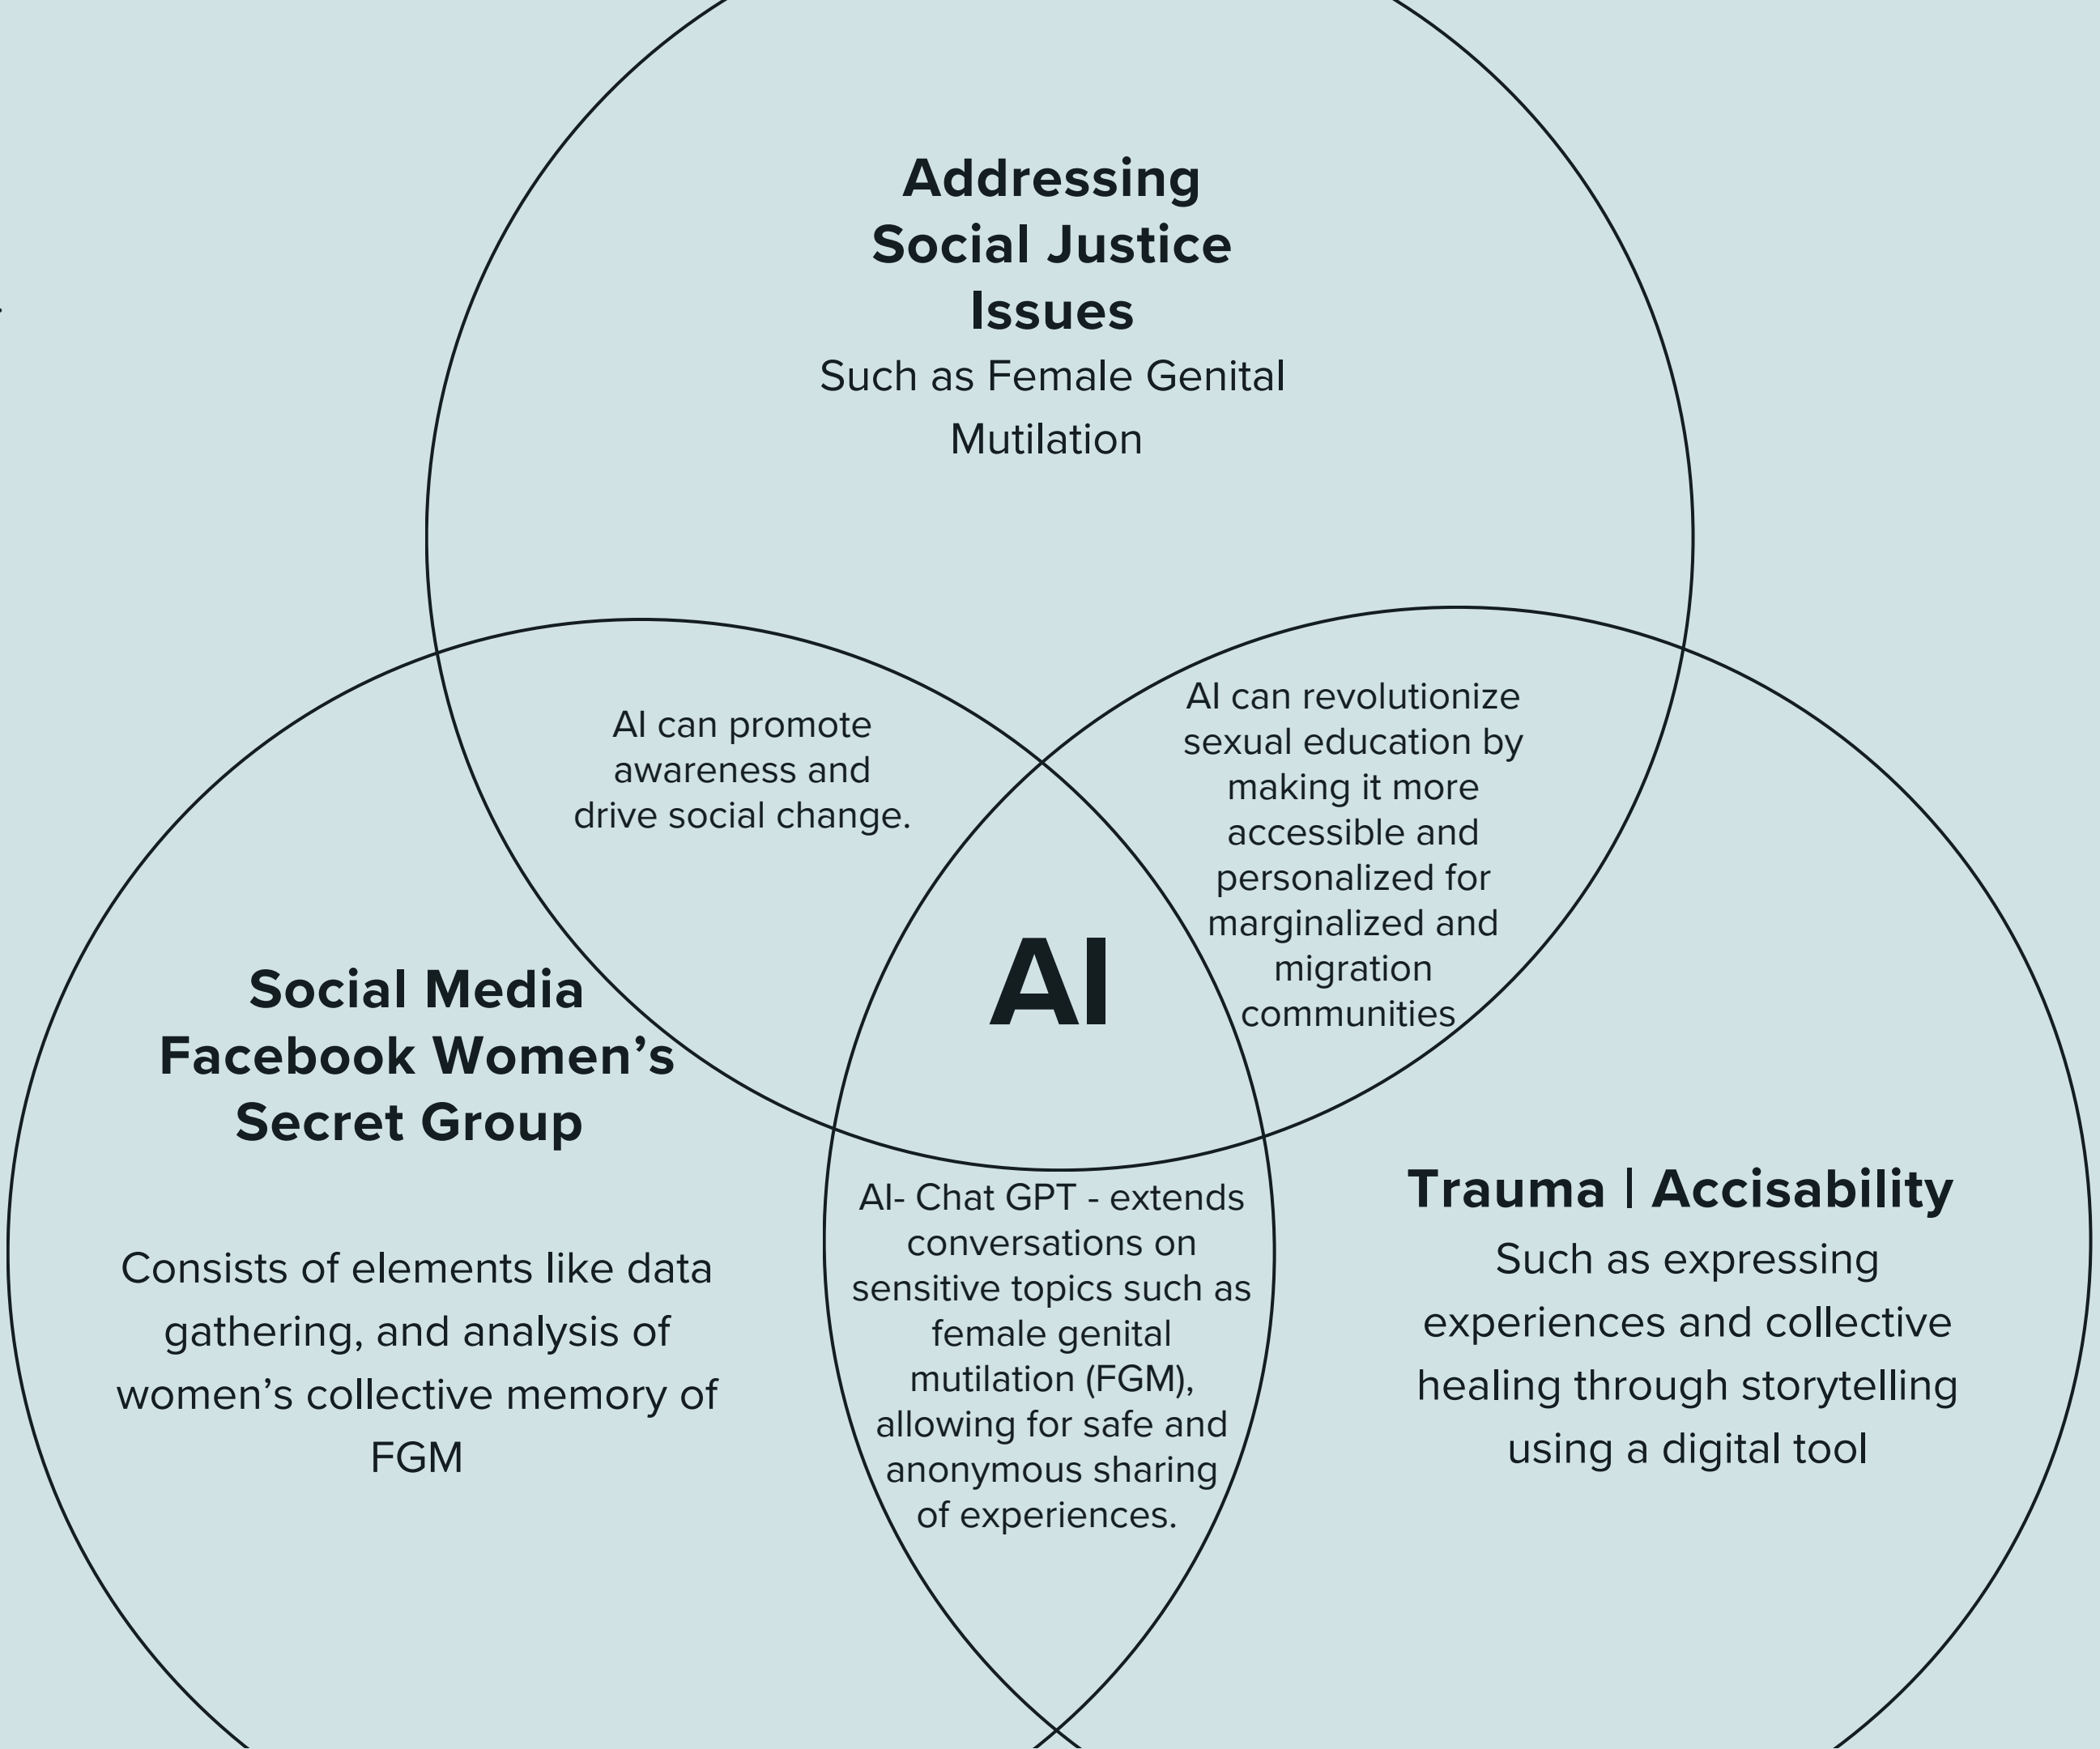 Addressing
Social Justice
Issues
Such as Female Genital
Mutilation
AI can promote
awareness and
drive social change.
AI can revolutionize
sexual education by
making it more
accessible and
personalized for
marginalized and
migration
communities
AI
Social Media
Facebook Women’s
Secret Group
Consists of elements like data
gathering, and analysis of
women’s collective memory of
FGM
AI- Chat GPT - extends
conversations on
sensitive topics such as
female genital
mutilation (FGM),
allowing for safe and
anonymous sharing
of experiences.
Trauma | Accisability
Such as expressing
experiences and collective
healing through storytelling
using a digital tool